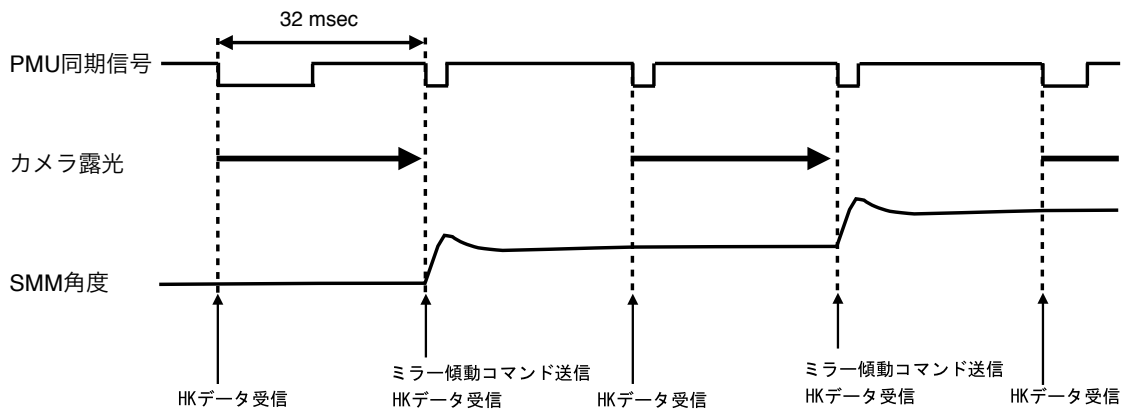 32 msec
PMU同期信号
カメラ露光
SMM角度
HKデータ受信
ミラー傾動コマンド送信
HKデータ受信
HKデータ受信
ミラー傾動コマンド送信
HKデータ受信
HKデータ受信